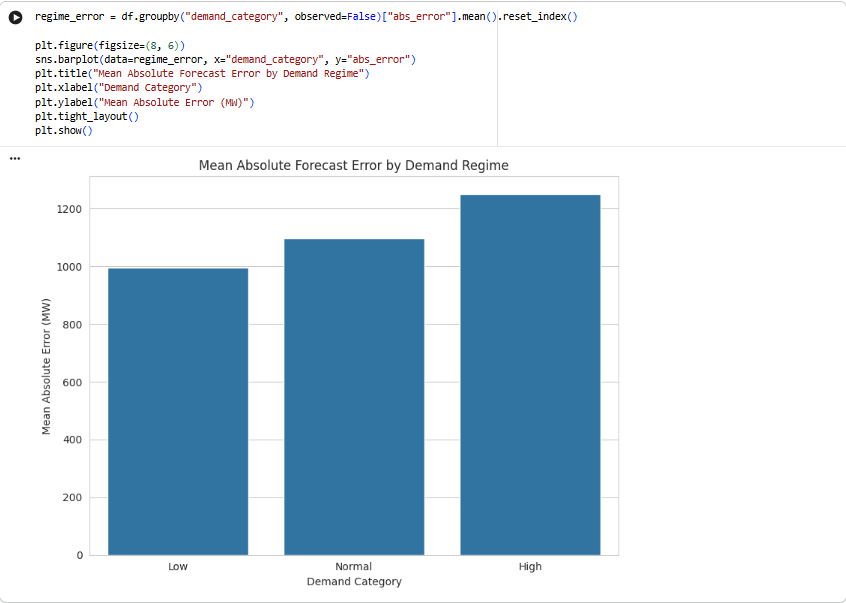 regime_error = df.groupby("demand_category", observed=False)["abs_error"].mean().reset_index()
plt.figure(figsize=(8, 6))
sns.barplot(data=regime_error, x="demand_category", y="abs_error")
plt.title("Mean Absolute Forecast Error by Demand Regime")
plt.xlabel("Demand Category")
plt.ylabel("Mean Absolute Error (MW)")
plt.tight_layout()
plt.show()
Mean Absolute Forecast Error by Demand Regime
1200
1000
800
600
400
200
0
Mean Absolute Error (MW)
Low Normal High
Demand Category